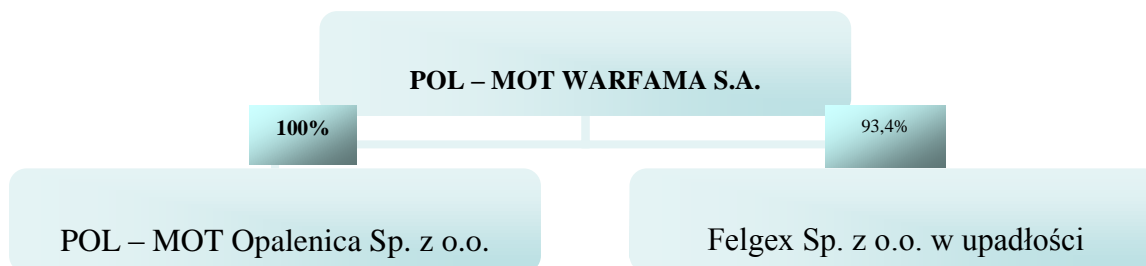 POL – MOT WARFAMA S.A.
100%
93,4%
POL – MOT Opalenica Sp. z o.o.
Felgex Sp. z o.o. w upadłości